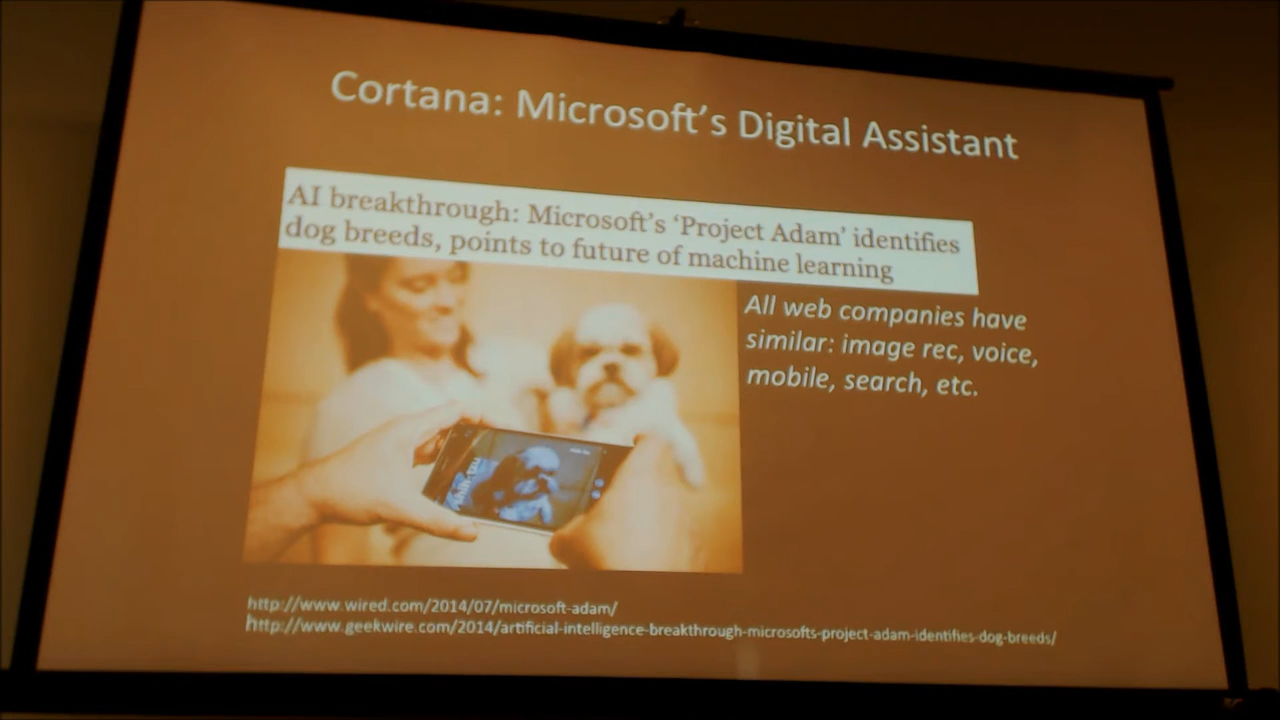 Cortana: Microsoft's Digital Assistant
AI breakthrough: Microsoft's 'Project Adam' identifies
dog breeds, points to future of machine learning
All web companies have
similar: image rec, voice,
mobile, search, etc.
shih-tzu
http://www.wired.com/2014/07/microsoft-adam/
http://www.geekwire.com/2014/artificial-intelligence-breakthrough-microsofts-project-adam-identifies-dog-breeds/